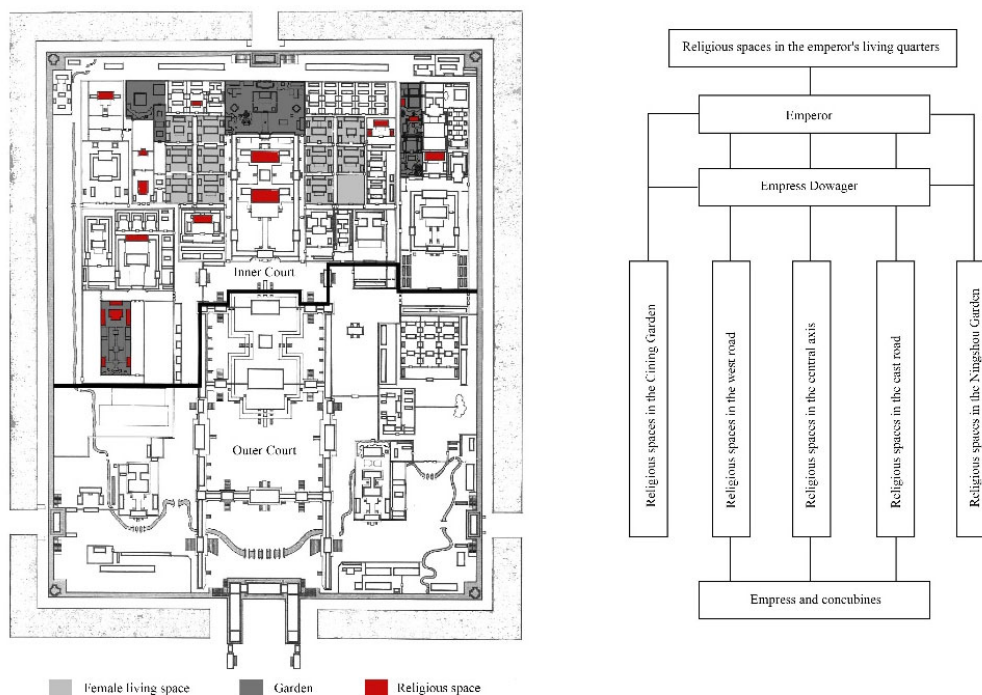 Inner Court
Outer Court
Female living space
Garden
Religious space
Religious spaces in the emperor's living quarters
Emperor
Empress Dowager
Religious spaces in the Cining Garden
Religious spaces in the west road
Religious spaces in the central axis
Religious spaces in the east road
Religious spaces in the Ningshou Garden
Empress and concubines